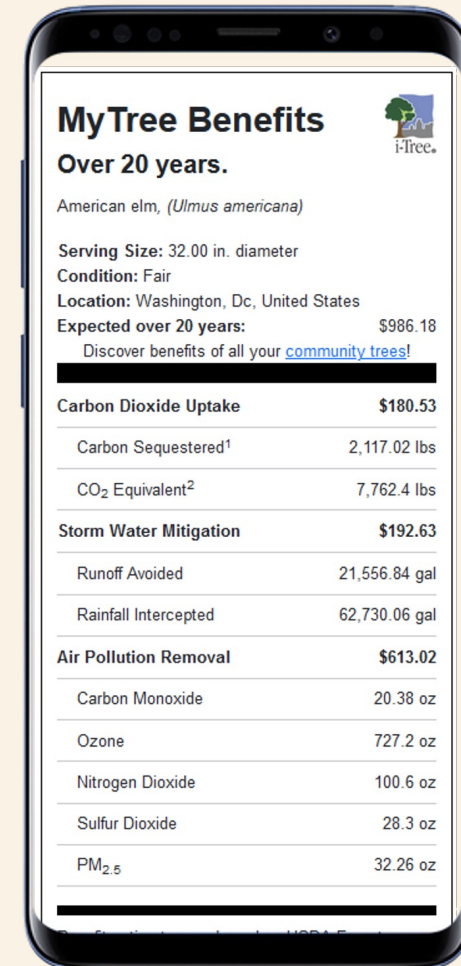 MyTree Benefits
i-Tree®
Over 20 years.
American elm, (Ulmus americana)
Serving Size: 32.00 in. diameter
Condition: Fair
Location: Washington, Dc, United States
Expected over 20 years: $986.18
Discover benefits of all your community trees!
Carbon Dioxide Uptake $180.53
Carbon Sequestered¹ 2,117.02 lbs
CO₂ Equivalent² 7,762.4 lbs
Storm Water Mitigation $192.63
Runoff Avoided 21,556.84 gal
Rainfall Intercepted 62,730.06 gal
Air Pollution Removal $613.02
Carbon Monoxide 20.38 oz
Ozone 727.2 oz
Nitrogen Dioxide 100.6 oz
Sulfur Dioxide 28.3 oz
PM₂.₅ 32.26 oz